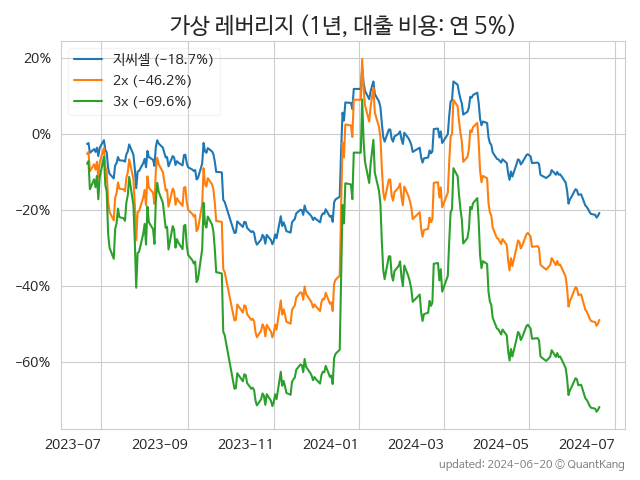 가상 레버리지 (1년, 대출 비용: 연 5%)
20%
0%
−20%
−40%
−60%
지씨셀 (−18.7%)
2x (−46.2%)
3x (−69.6%)
2023-07 2023-09 2023-11 2024-01 2024-03 2024-05 2024-07
updated: 2024-06-20 © QuantKang